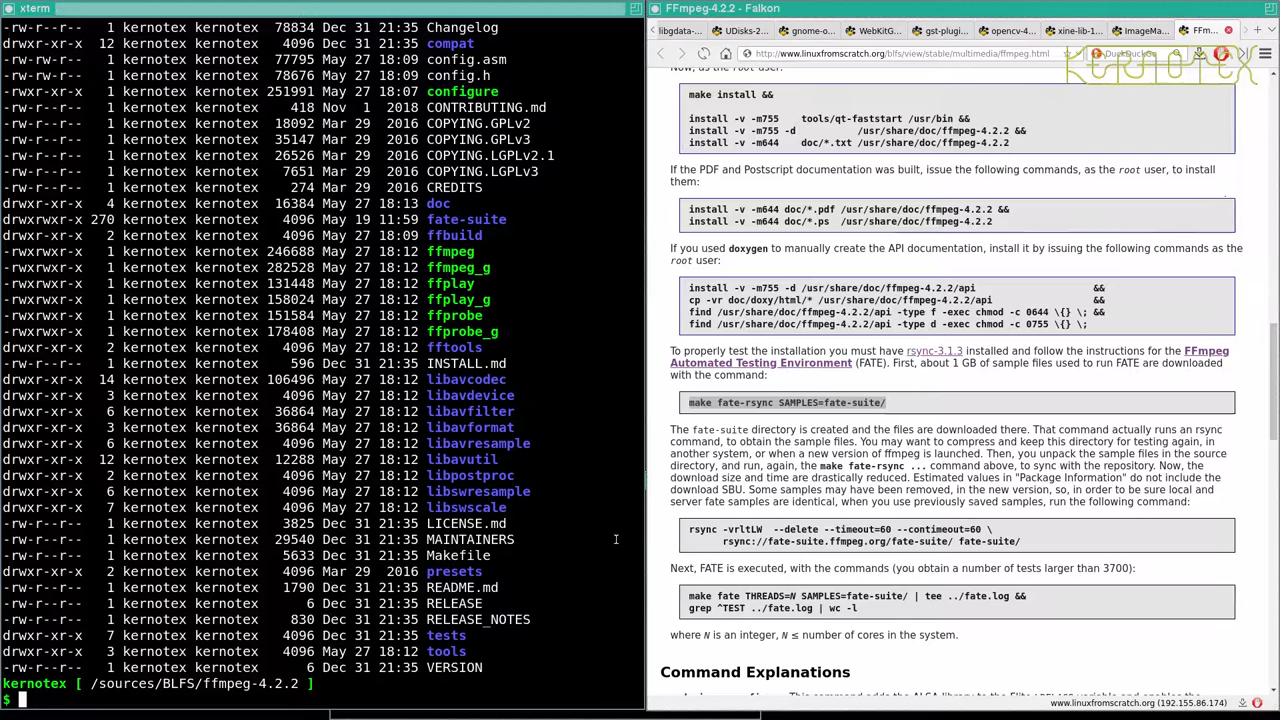 xterm
-rw-r--r-- 1 kernotex kernotex 78834 Dec 31 21:35 Changelog
drwxr-xr-x 12 kernotex kernotex 4096 Dec 31 21:35 compat
-rw-rw-r-- 1 kernotex kernotex 77795 May 27 18:09 config.asm
-rw-rw-r-- 1 kernotex kernotex 78676 May 27 18:09 config.h
-rwxr-xr-x 1 kernotex kernotex 251991 May 27 18:07 configure
-rw-r--r-- 1 kernotex kernotex 418 Nov 1 2018 CONTRIBUTING.md
-rw-r--r-- 1 kernotex kernotex 18092 Mar 29 2016 COPYING.GPLv2
-rw-r--r-- 1 kernotex kernotex 35147 Mar 29 2016 COPYING.GPLv3
-rw-r--r-- 1 kernotex kernotex 26526 Mar 29 2016 COPYING.LGPLv2.1
-rw-r--r-- 1 kernotex kernotex 7651 Mar 29 2016 COPYING.LGPLv3
-rw-r--r-- 1 kernotex kernotex 274 Mar 29 2016 CREDITS
drwxr-xr-x 4 kernotex kernotex 16384 May 27 18:13 doc
drwxrwxr-x 270 kernotex kernotex 4096 May 19 11:59 fate-suite
drwxr-xr-x 2 kernotex kernotex 4096 May 27 18:09 ffbuild
-rwxrwxr-x 1 kernotex kernotex 246688 May 27 18:12 ffmpeg
-rwxrwxr-x 1 kernotex kernotex 282528 May 27 18:12 ffmpeg_g
-rwxrwxr-x 1 kernotex kernotex 131448 May 27 18:12 ffplay
-rwxrwxr-x 1 kernotex kernotex 158024 May 27 18:12 ffplay_g
-rwxrwxr-x 1 kernotex kernotex 151584 May 27 18:12 ffprobe
-rwxrwxr-x 1 kernotex kernotex 178408 May 27 18:12 ffprobe_g
drwxr-xr-x 2 kernotex kernotex 4096 May 27 18:12 fftools
-rw-r--r-- 1 kernotex kernotex 596 Dec 31 21:35 INSTALL.md
drwxr-xr-x 14 kernotex kernotex 106496 May 27 18:12 libavcodec
drwxr-xr-x 3 kernotex kernotex 4096 May 27 18:12 libavdevice
drwxr-xr-x 6 kernotex kernotex 36864 May 27 18:12 libavfilter
drwxr-xr-x 3 kernotex kernotex 36864 May 27 18:12 libavformat
drwxr-xr-x 6 kernotex kernotex 4096 May 27 18:12 libavresample
drwxr-xr-x 12 kernotex kernotex 12288 May 27 18:12 libavutil
drwxr-xr-x 2 kernotex kernotex 4096 May 27 18:12 libpostproc
drwxr-xr-x 6 kernotex kernotex 4096 May 27 18:12 libswresample
drwxr-xr-x 7 kernotex kernotex 4096 May 27 18:12 libswscale
-rw-r--r-- 1 kernotex kernotex 3825 Dec 31 21:35 LICENSE.md
-rw-r--r-- 1 kernotex kernotex 29540 Dec 31 21:35 MAINTAINERS
-rw-r--r-- 1 kernotex kernotex 5633 Dec 31 21:35 Makefile
drwxr-xr-x 2 kernotex kernotex 4096 Mar 29 2016 presets
-rw-r--r-- 1 kernotex kernotex 1790 Dec 31 21:35 README.md
-rw-r--r-- 1 kernotex kernotex 6 Dec 31 21:35 RELEASE
-rw-r--r-- 1 kernotex kernotex 830 Dec 31 21:35 RELEASE_NOTES
drwxr-xr-x 7 kernotex kernotex 4096 Dec 31 21:35 tests
drwxr-xr-x 3 kernotex kernotex 4096 May 27 18:12 tools
-rw-r--r-- 1 kernotex kernotex 6 Dec 31 21:35 VERSION
kernotex [ /sources/BLFS/ffmpeg-4.2.2 ]
$
FFmpeg-4.2.2 - Falkon
libgdata- UDisks-2... gnome-o... WebKitG... gst-plugi... opencv-4... xine-lib-1... ImageMa... FFm...
http://www.linuxfromscratch.org/blfs/view/stable/multimedia/ffmpeg.html
KERNOTEX
Now, as the root user:
make install &&
install -v -m755 tools/qt-faststart /usr/bin &&
install -v -m755 -d /usr/share/doc/ffmpeg-4.2.2 &&
install -v -m644 doc/*.txt /usr/share/doc/ffmpeg-4.2.2
If the PDF and Postscript documentation was built, issue the following commands, as the root user, to install
them:
install -v -m644 doc/*.pdf /usr/share/doc/ffmpeg-4.2.2 &&
install -v -m644 doc/*.ps /usr/share/doc/ffmpeg-4.2.2
If you used doxygen to manually create the API documentation, install it by issuing the following commands as the
root user:
install -v -m755 -d /usr/share/doc/ffmpeg-4.2.2/api &&
cp -vr doc/doxy/html/* /usr/share/doc/ffmpeg-4.2.2/api &&
find /usr/share/doc/ffmpeg-4.2.2/api -type f -exec chmod -c 0644 \{} \; &&
find /usr/share/doc/ffmpeg-4.2.2/api -type d -exec chmod -c 0755 \{} \;
To properly test the installation you must have rsync-3.1.3 installed and follow the instructions for the FFmpeg
Automated Testing Environment (FATE). First, about 1 GB of sample files used to run FATE are downloaded
with the command:
make fate-rsync SAMPLES=fate-suite/
The fate-suite directory is created and the files are downloaded there. That command actually runs an rsync
command, to obtain the sample files. You may want to compress and keep this directory for testing again, in
another system, or when a new version of ffmpeg is launched. Then, you unpack the sample files in the source
directory, and run, again, the make fate-rsync ... command above, to sync with the repository. Now, the
download size and time are drastically reduced. Estimated values in "Package Information" do not include the
download SBU. Some samples may have been removed, in the new version, so, in order to be sure local and
server fate samples are identical, when you use previously saved samples, run the following command:
rsync -vrltLW --delete --timeout=60 --contimeout=60 \
rsync://fate-suite.ffmpeg.org/fate-suite/ fate-suite/
Next, FATE is executed, with the commands (you obtain a number of tests larger than 3700):
make fate THREADS=N SAMPLES=fate-suite/ | tee ../fate.log &&
grep ^TEST ../fate.log | wc -l
where N is an integer, N ≤ number of cores in the system.
Command Explanations
www.linuxfromscratch.org (192.155.86.174)